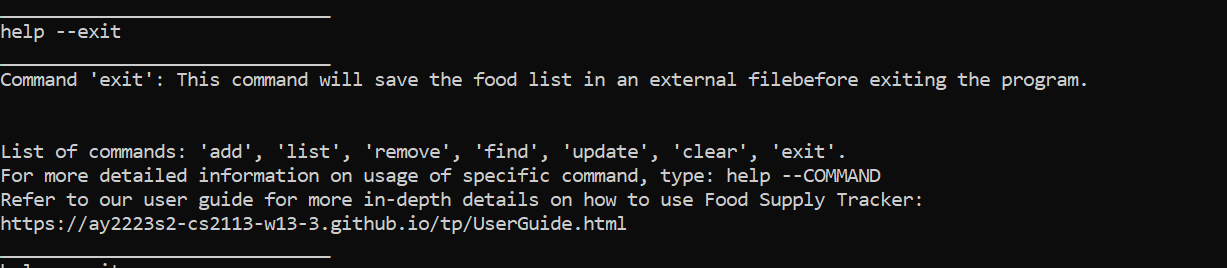 help --exit
Command 'exit': This command will save the food list in an external filebefore exiting the program.
List of commands: 'add', 'list', 'remove', 'find', 'update', 'clear', 'exit'.
For more detailed information on usage of specific command, type: help --COMMAND
Refer to our user guide for more in-depth details on how to use Food Supply Tracker:
https://ay2223s2-cs2113-w13-3.github.io/tp/UserGuide.html